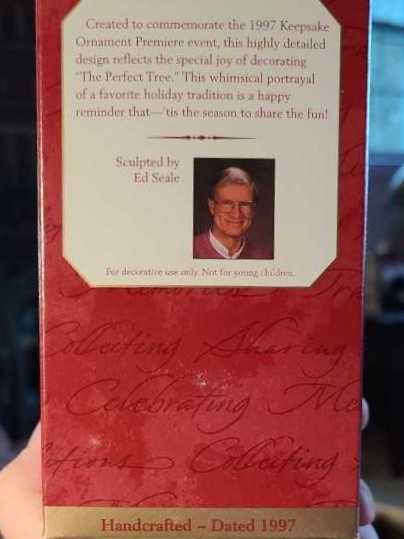 Created to commemorate the 1997 Keepsake
Ornament Premiere event, this highly detailed
design reflects the special joy of decorating
"The Perfect Tree." This whimsical portrayal
of a favorite holiday tradition is a happy
reminder that—'tis the season to share the fun!
Sculpted by
Ed Seale
For decorative use only. Not for young children.
Memories
Collecting Sharing
Celebrating Me
itions Collecting
Handcrafted – Dated 1997